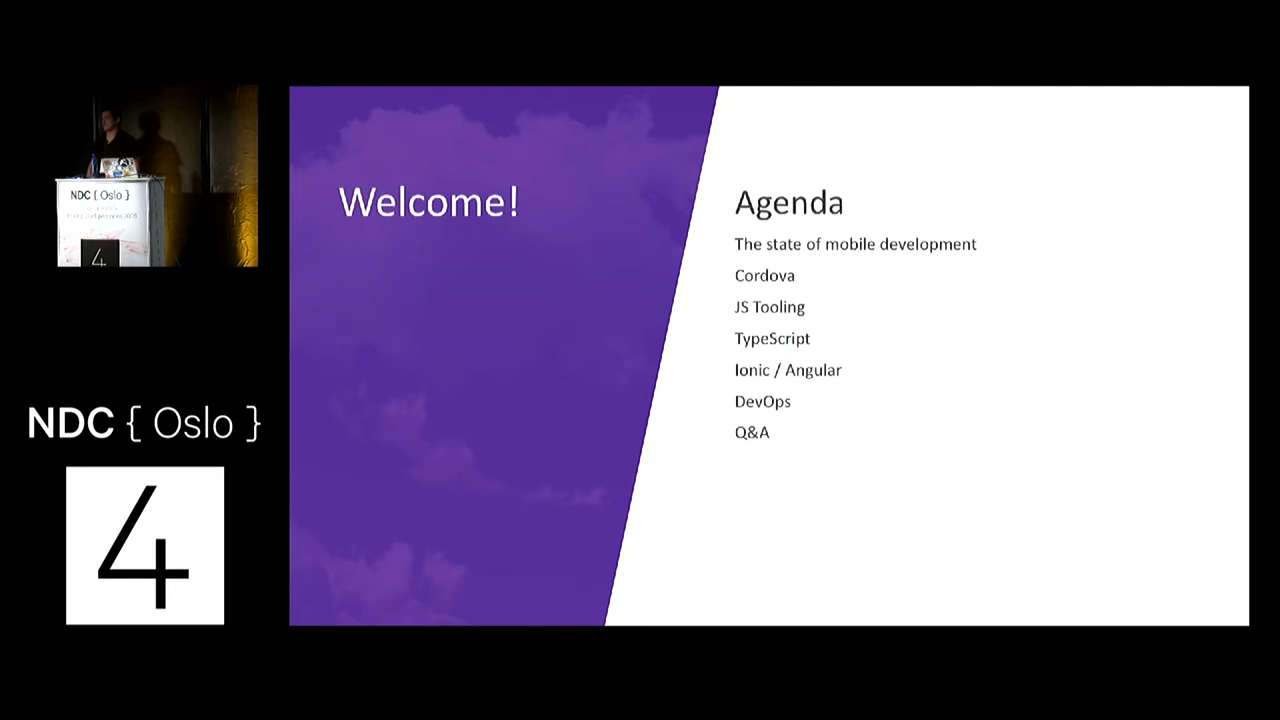 NDC { Oslo }
4
NDC { Oslo }
4
Welcome!
Agenda
The state of mobile development
Cordova
JS Tooling
TypeScript
Ionic / Angular
DevOps
Q&A